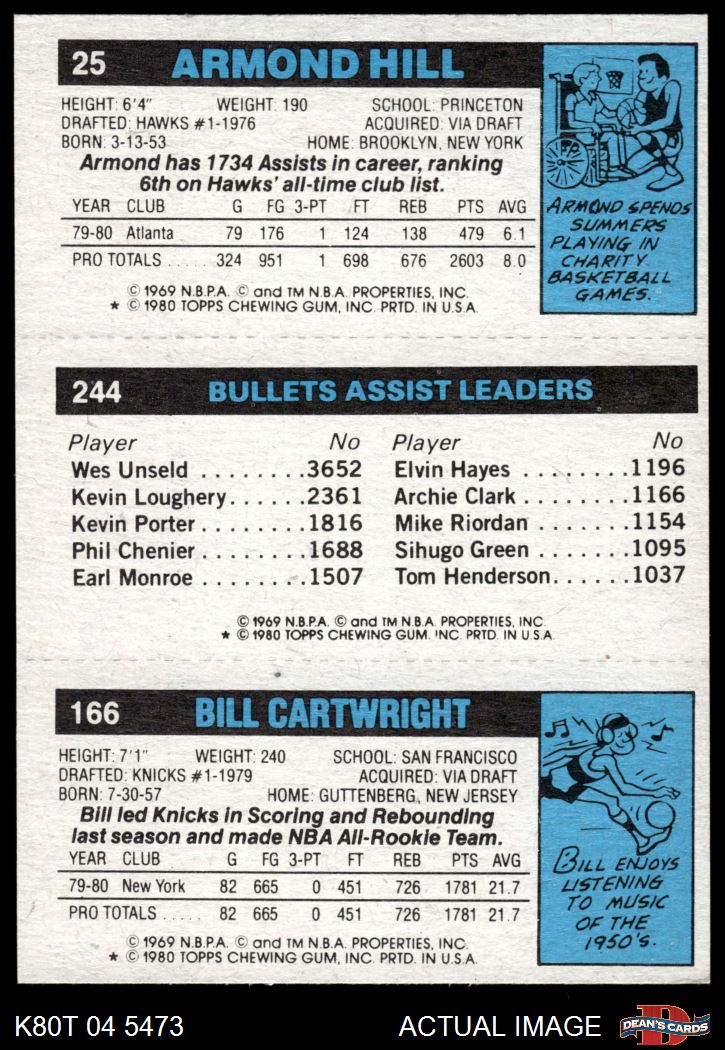 25 ARMOND HILL
HEIGHT: 6'4" WEIGHT: 190 SCHOOL: PRINCETON
DRAFTED: HAWKS #1-1976 ACQUIRED: VIA DRAFT
BORN: 3-13-53 HOME: BROOKLYN, NEW YORK
Armond has 1734 Assists in career, ranking
6th on Hawks' all-time club list.
YEAR CLUB G FG 3-PT FT REB PTS AVG
79-80 Atlanta 79 176 1 124 138 479 6.1
PRO TOTALS ..... 324 951 1 698 676 2603 8.0
© 1969 N.B.P.A. © and TM N.B.A. PROPERTIES, INC.
* © 1980 TOPPS CHEWING GUM, INC. PRTD. IN U.S.A.
ARMOND SPENDS
SUMMERS
PLAYING IN
CHARITY
BASKETBALL
GAMES.
244 BULLETS ASSIST LEADERS
Player No Player No
Wes Unseld ........3652 Elvin Hayes ........1196
Kevin Loughery......2361 Archie Clark ........1166
Kevin Porter........1816 Mike Riordan .......1154
Phil Chenier........1688 Sihugo Green .......1095
Earl Monroe ........1507 Tom Henderson......1037
© 1969 N.B.P.A. © and TM N.B.A. PROPERTIES, INC
* © 1980 TOPPS CHEWING GUM. INC. PRTD. IN U.S.A
166 BILL CARTWRIGHT
HEIGHT: 7'1" WEIGHT: 240 SCHOOL: SAN FRANCISCO
DRAFTED: KNICKS #1-1979 ACQUIRED: VIA DRAFT
BORN: 7-30-57 HOME: GUTTENBERG, NEW JERSEY
Bill led Knicks in Scoring and Rebounding
last season and made NBA All-Rookie Team.
YEAR CLUB G FG 3-PT FT REB PTS AVG
79-80 New York 82 665 0 451 726 1781 21.7
PRO TOTALS ..... 82 665 0 451 726 1781 21.7
© 1969 N.B.P.A. © and TM N.B.A. PROPERTIES, INC.
* © 1980 TOPPS CHEWING GUM, INC. PRTD. IN U.S.A.
BILL ENJOYS
LISTENING
TO MUSIC
OF THE
1950'S.
K80T 04 5473 ACTUAL IMAGE D DEAN'S CARDS